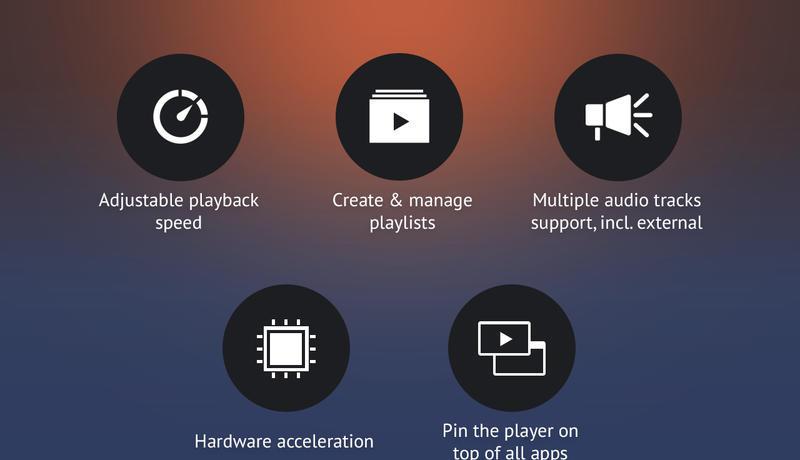 Adjustable playback
speed
Create & manage
playlists
Multiple audio tracks
support, incl. external
Hardware acceleration
Pin the player on
top of all apps